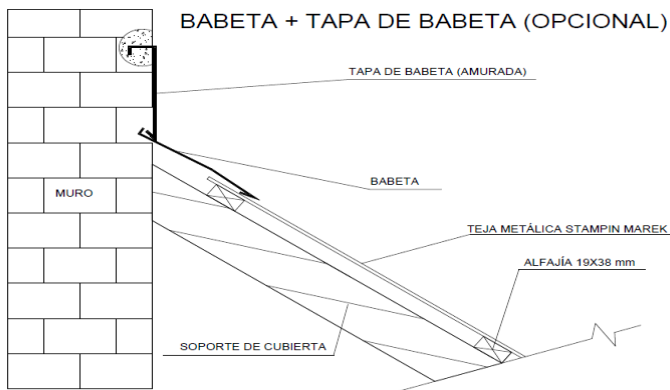 BABETA + TAPA DE BABETA (OPCIONAL)
TAPA DE BABETA (AMURADA)
BABETA
MURO
TEJA METÁLICA STAMPIN MAREK
ALFAJÍA 19X38 mm
SOPORTE DE CUBIERTA